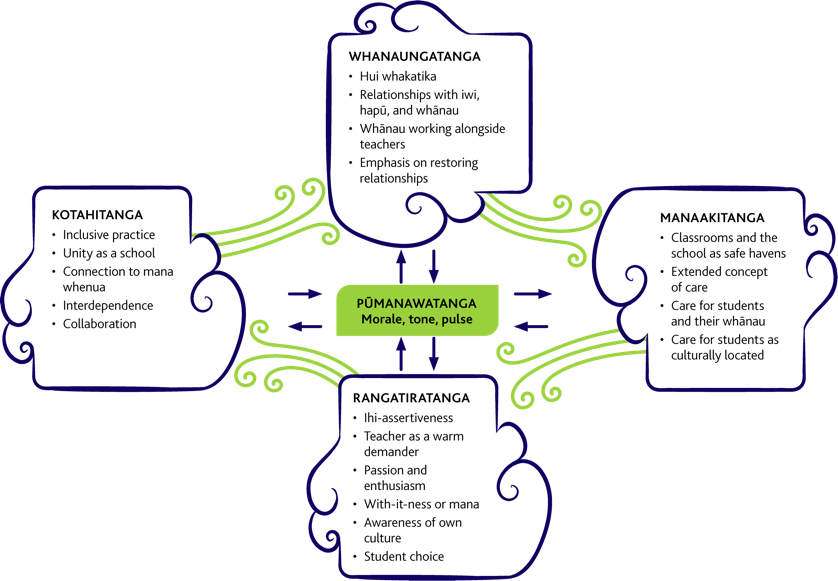 WHANAUNGATANGA
• Hui whakatika
• Relationships with iwi,
hapū, and whānau
• Whānau working alongside
teachers
• Emphasis on restoring
relationships
KOTAHITANGA
• Inclusive practice
• Unity as a school
• Connection to mana
whenua
• Interdependence
• Collaboration
PŪMANAWATANGA
Morale, tone, pulse
MANAAKITANGA
• Classrooms and the
school as safe havens
• Extended concept
of care
• Care for students
and their whānau
• Care for students as
culturally located
RANGATIRATANGA
• Ihi-assertiveness
• Teacher as a warm
demander
• Passion and
enthusiasm
• With-it-ness or mana
• Awareness of own
culture
• Student choice